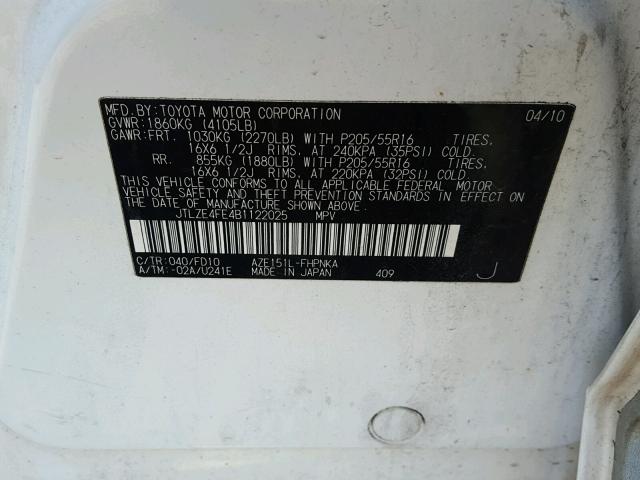 MFD.BY:TOYOTA MOTOR CORPORATION 04/10
GVWR:1860KG (4105LB)
GAWR:FRT. 1030KG (2270LB) WITH P205/55R16 TIRES,
16X6 1/2J RIMS, AT 240KPA (35PSI) COLD.
RR. 855KG (1880LB) WITH P205/55R16 TIRES,
16X6 1/2J RIMS, AT 220KPA (32PSI) COLD.
THIS VEHICLE CONFORMS TO ALL APPLICABLE FEDERAL MOTOR
VEHICLE SAFETY AND THEFT PREVENTION STANDARDS IN EFFECT ON
THE DATE OF MANUFACTURE SHOWN ABOVE.
JTLZE4FE4B1122025 MPV
C/TR:040/FD10 AZE151L-FHPNKA
A/TM:-02A/U241E MADE IN JAPAN 409 J